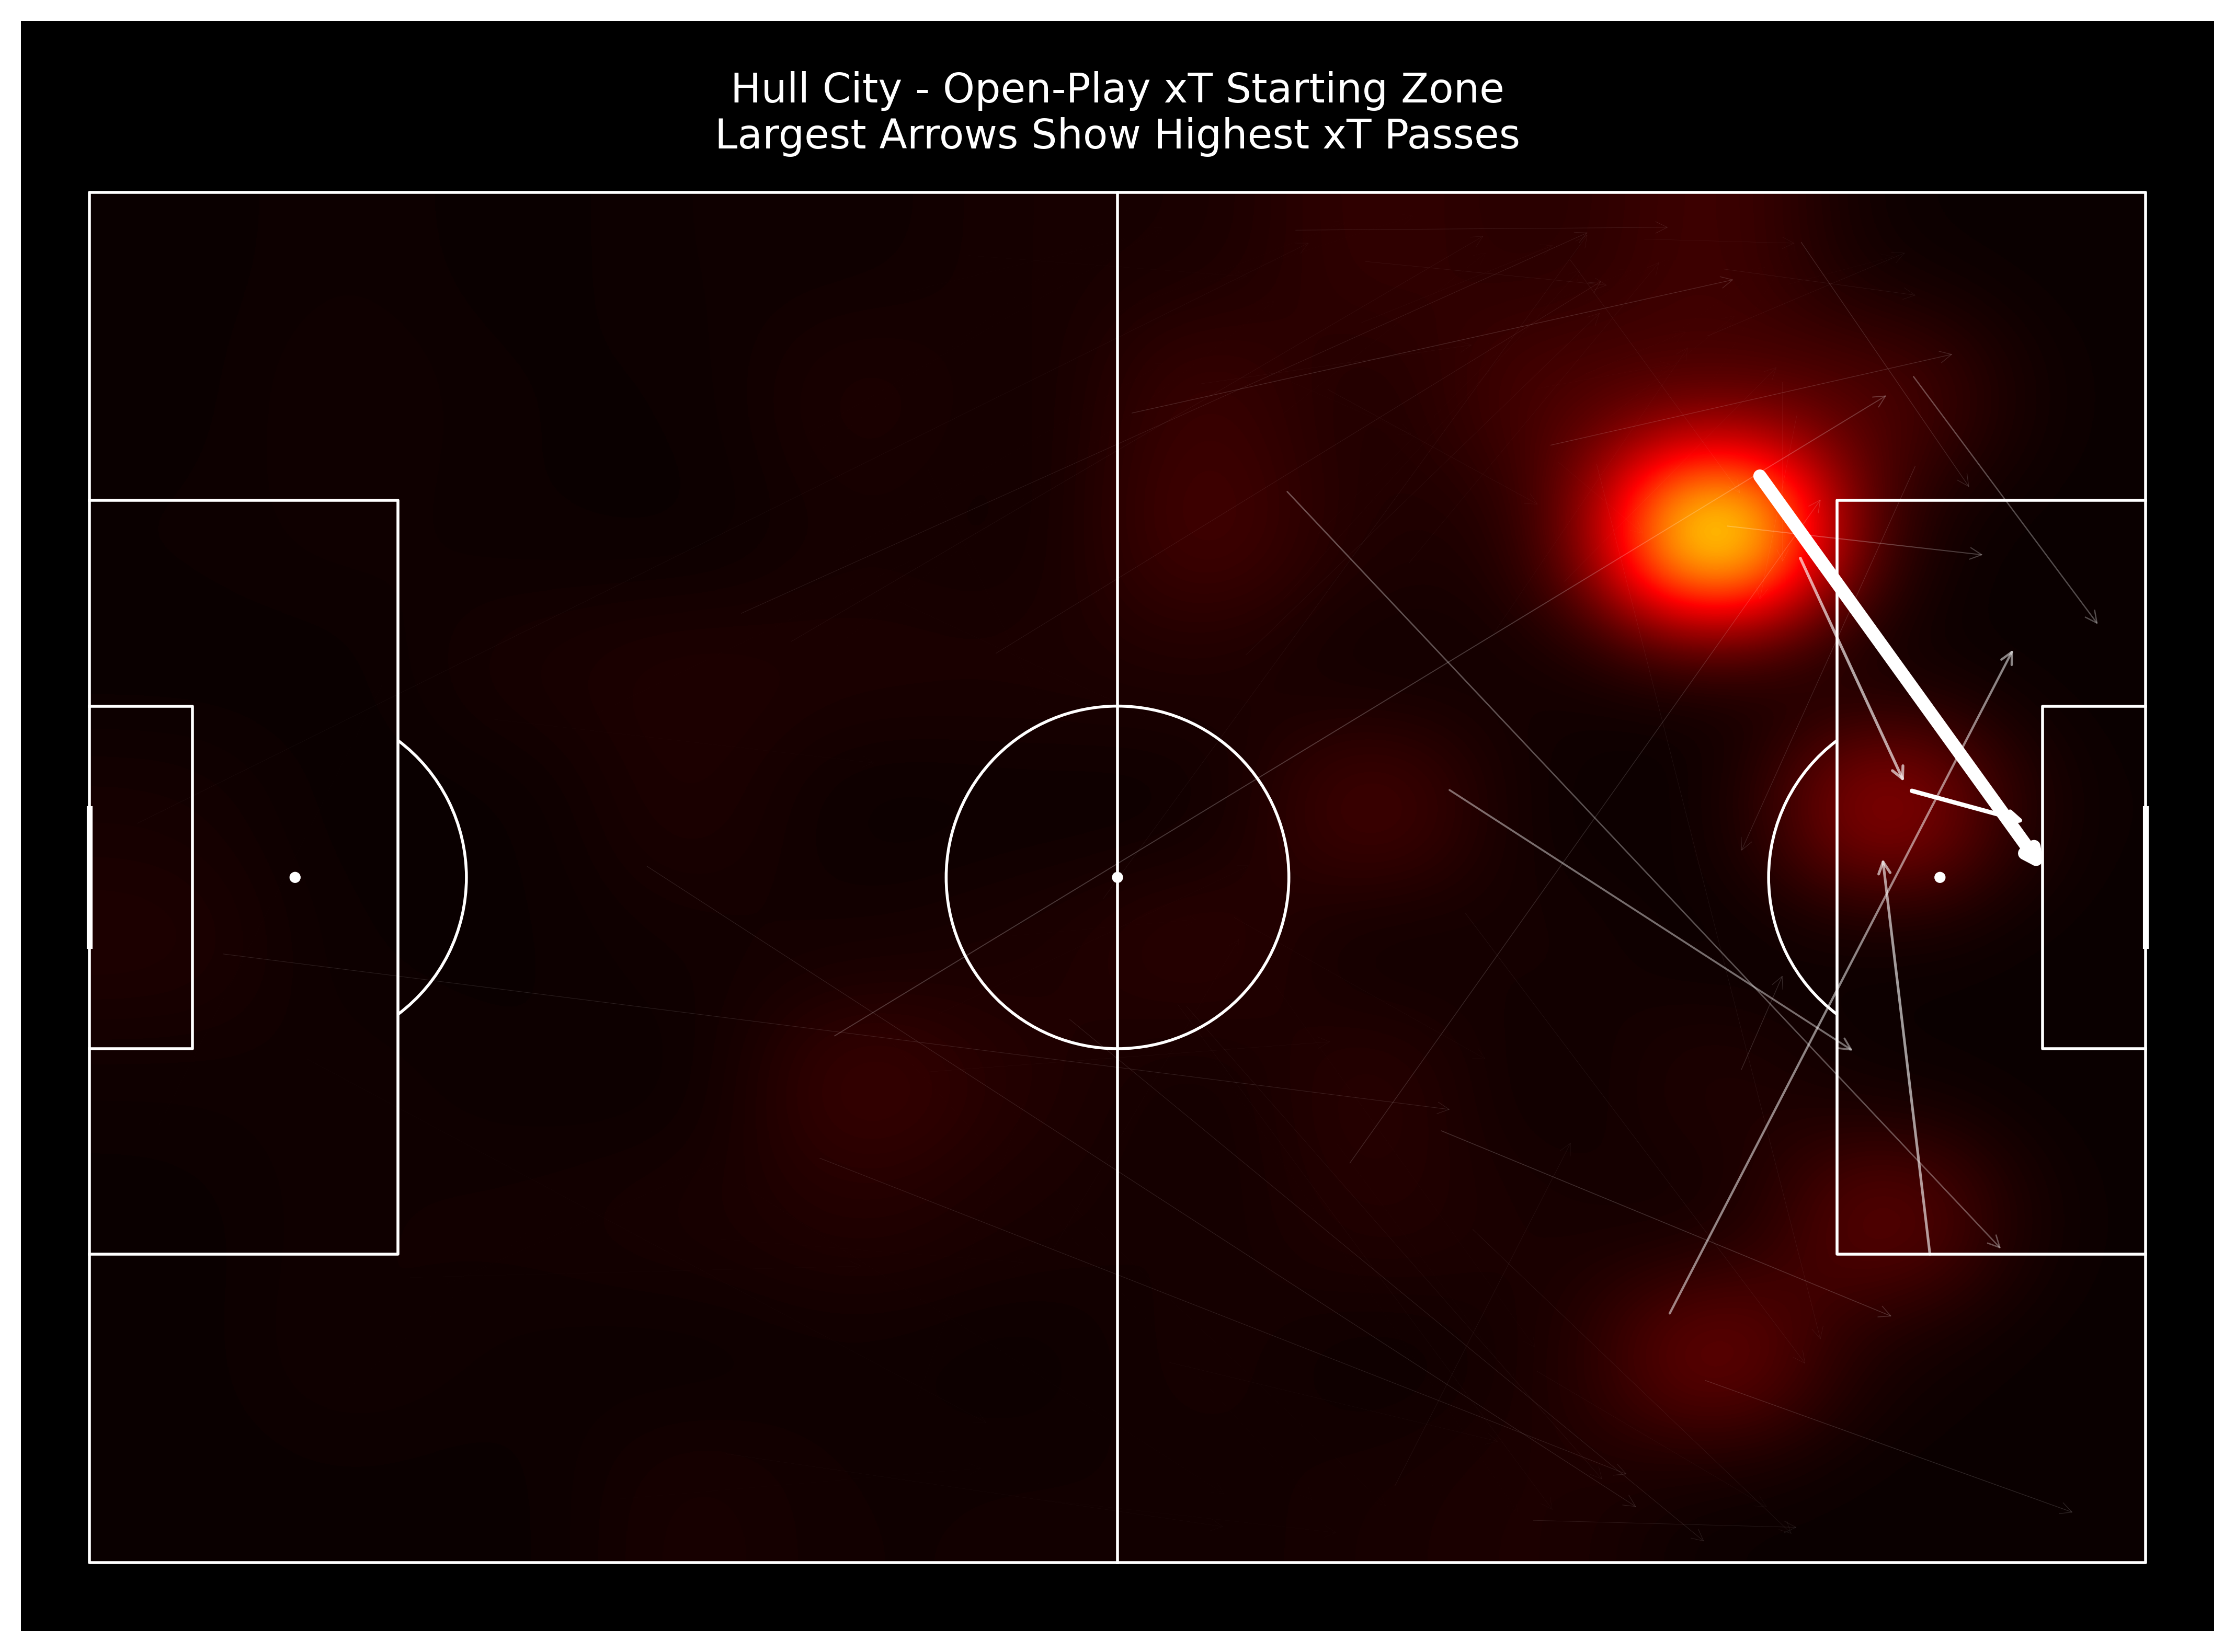 Hull City - Open-Play xT Starting Zone
Largest Arrows Show Highest xT Passes